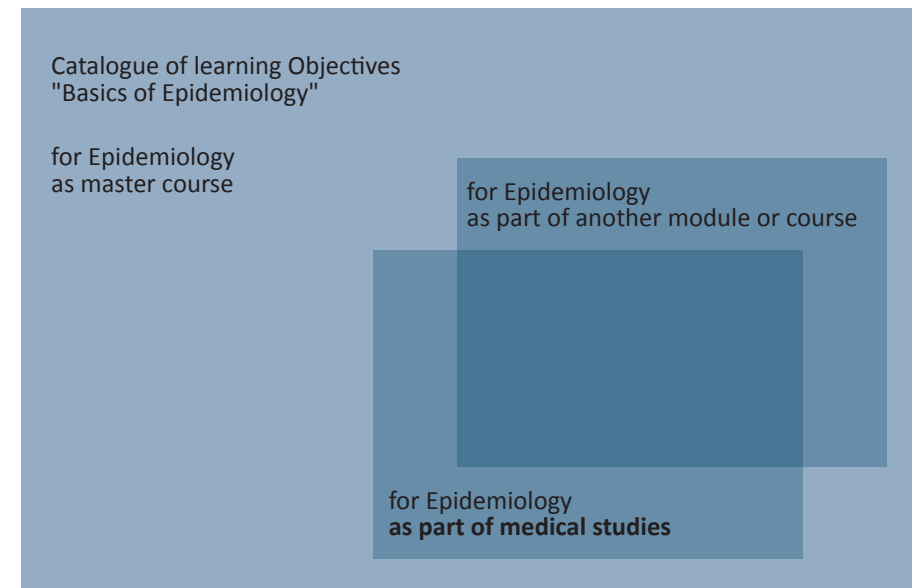 Catalogue of learning Objectives
"Basics of Epidemiology"
for Epidemiology
as master course
for Epidemiology
as part of another module or course
for Epidemiology
as part of medical studies